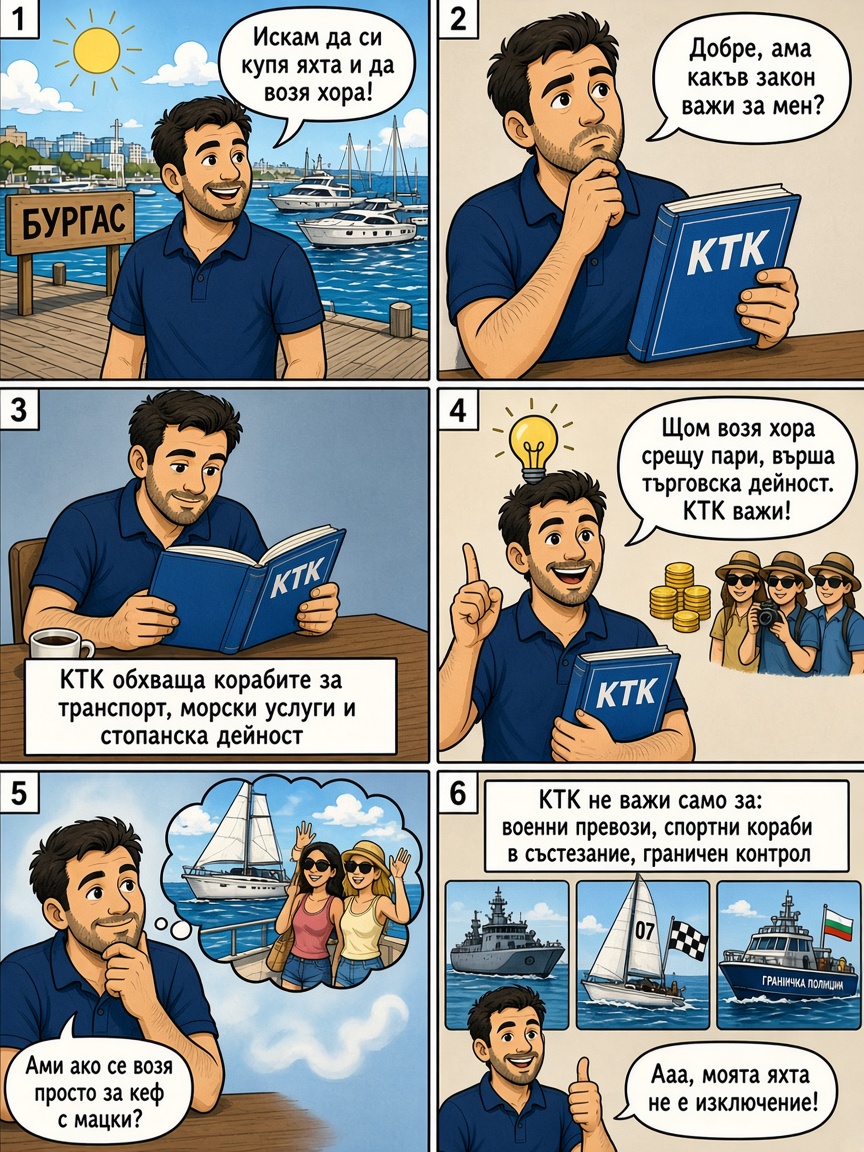 1
Искам да си
купя яхта и да
возя хора!
БУРГАС
2
Добре, ама
какъв закон
важи за мен?
КТК
3
КТК
КТК обхваща корабите за
транспорт, морски услуги и
стопанска дейност
4
Щом возя хора
срещу пари, върша
търговска дейност.
КТК важи!
КТК
5
Ами ако се возя
просто за кеф
с мацки?
6
КТК не важи само за:
военни превози, спортни кораби
в състезание, граничен контрол
07
ГРАНИЧКА ПОЛИЦИИ
Ааа, моята яхта
не е изключение!